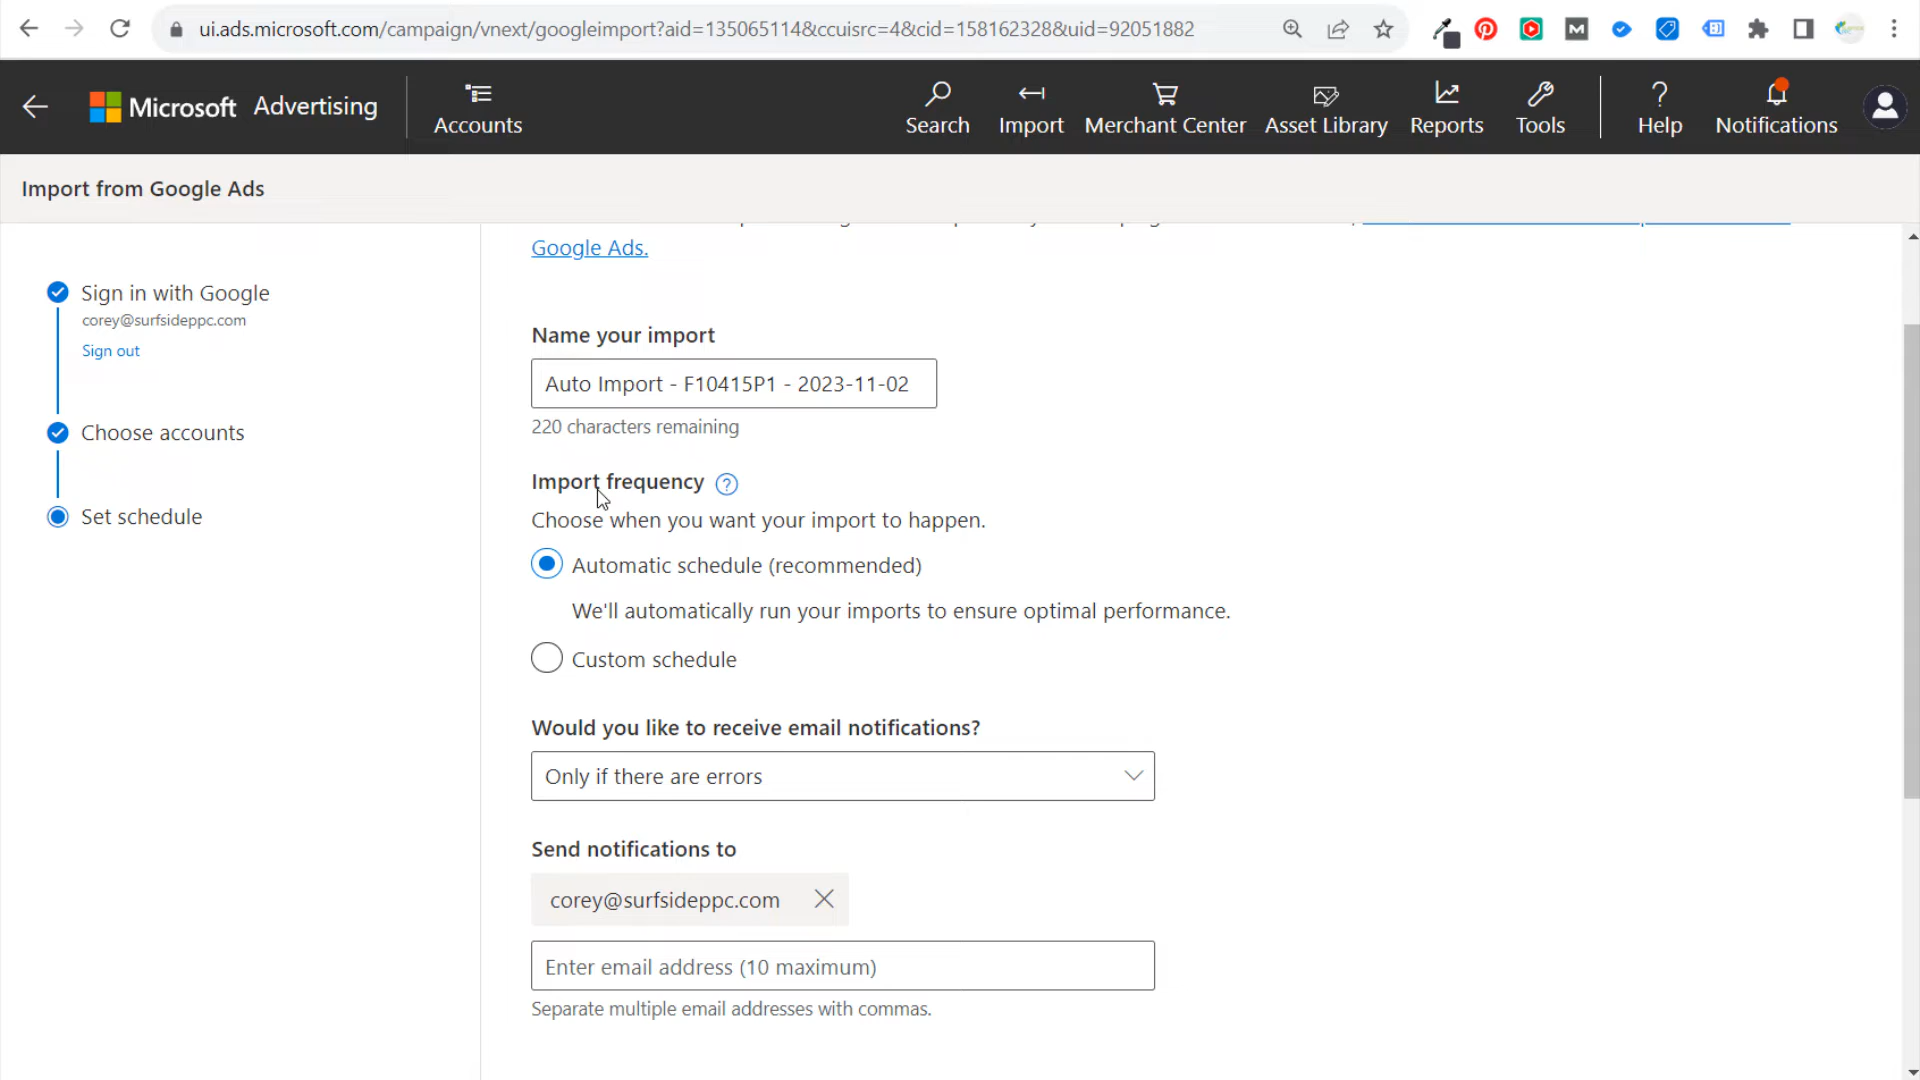 ui.ads.microsoft.com/campaign/vnext/googleimport?aid=135065114&ccuisrc=4&cid=158162328&uid=92051882
Microsoft Advertising
Accounts
Search
Import
Merchant Center
Asset Library
Reports
Tools
Help
Notifications
Import from Google Ads
Sign in with Google
corey@surfsideppc.com
Sign out
Choose accounts
Set schedule
Google Ads.
Name your import
Auto Import - F10415P1 - 2023-11-02
220 characters remaining
Import frequency ?
Choose when you want your import to happen.
Automatic schedule (recommended)
We'll automatically run your imports to ensure optimal performance.
Custom schedule
Would you like to receive email notifications?
Only if there are errors
Send notifications to
corey@surfsideppc.com
Enter email address (10 maximum)
Separate multiple email addresses with commas.